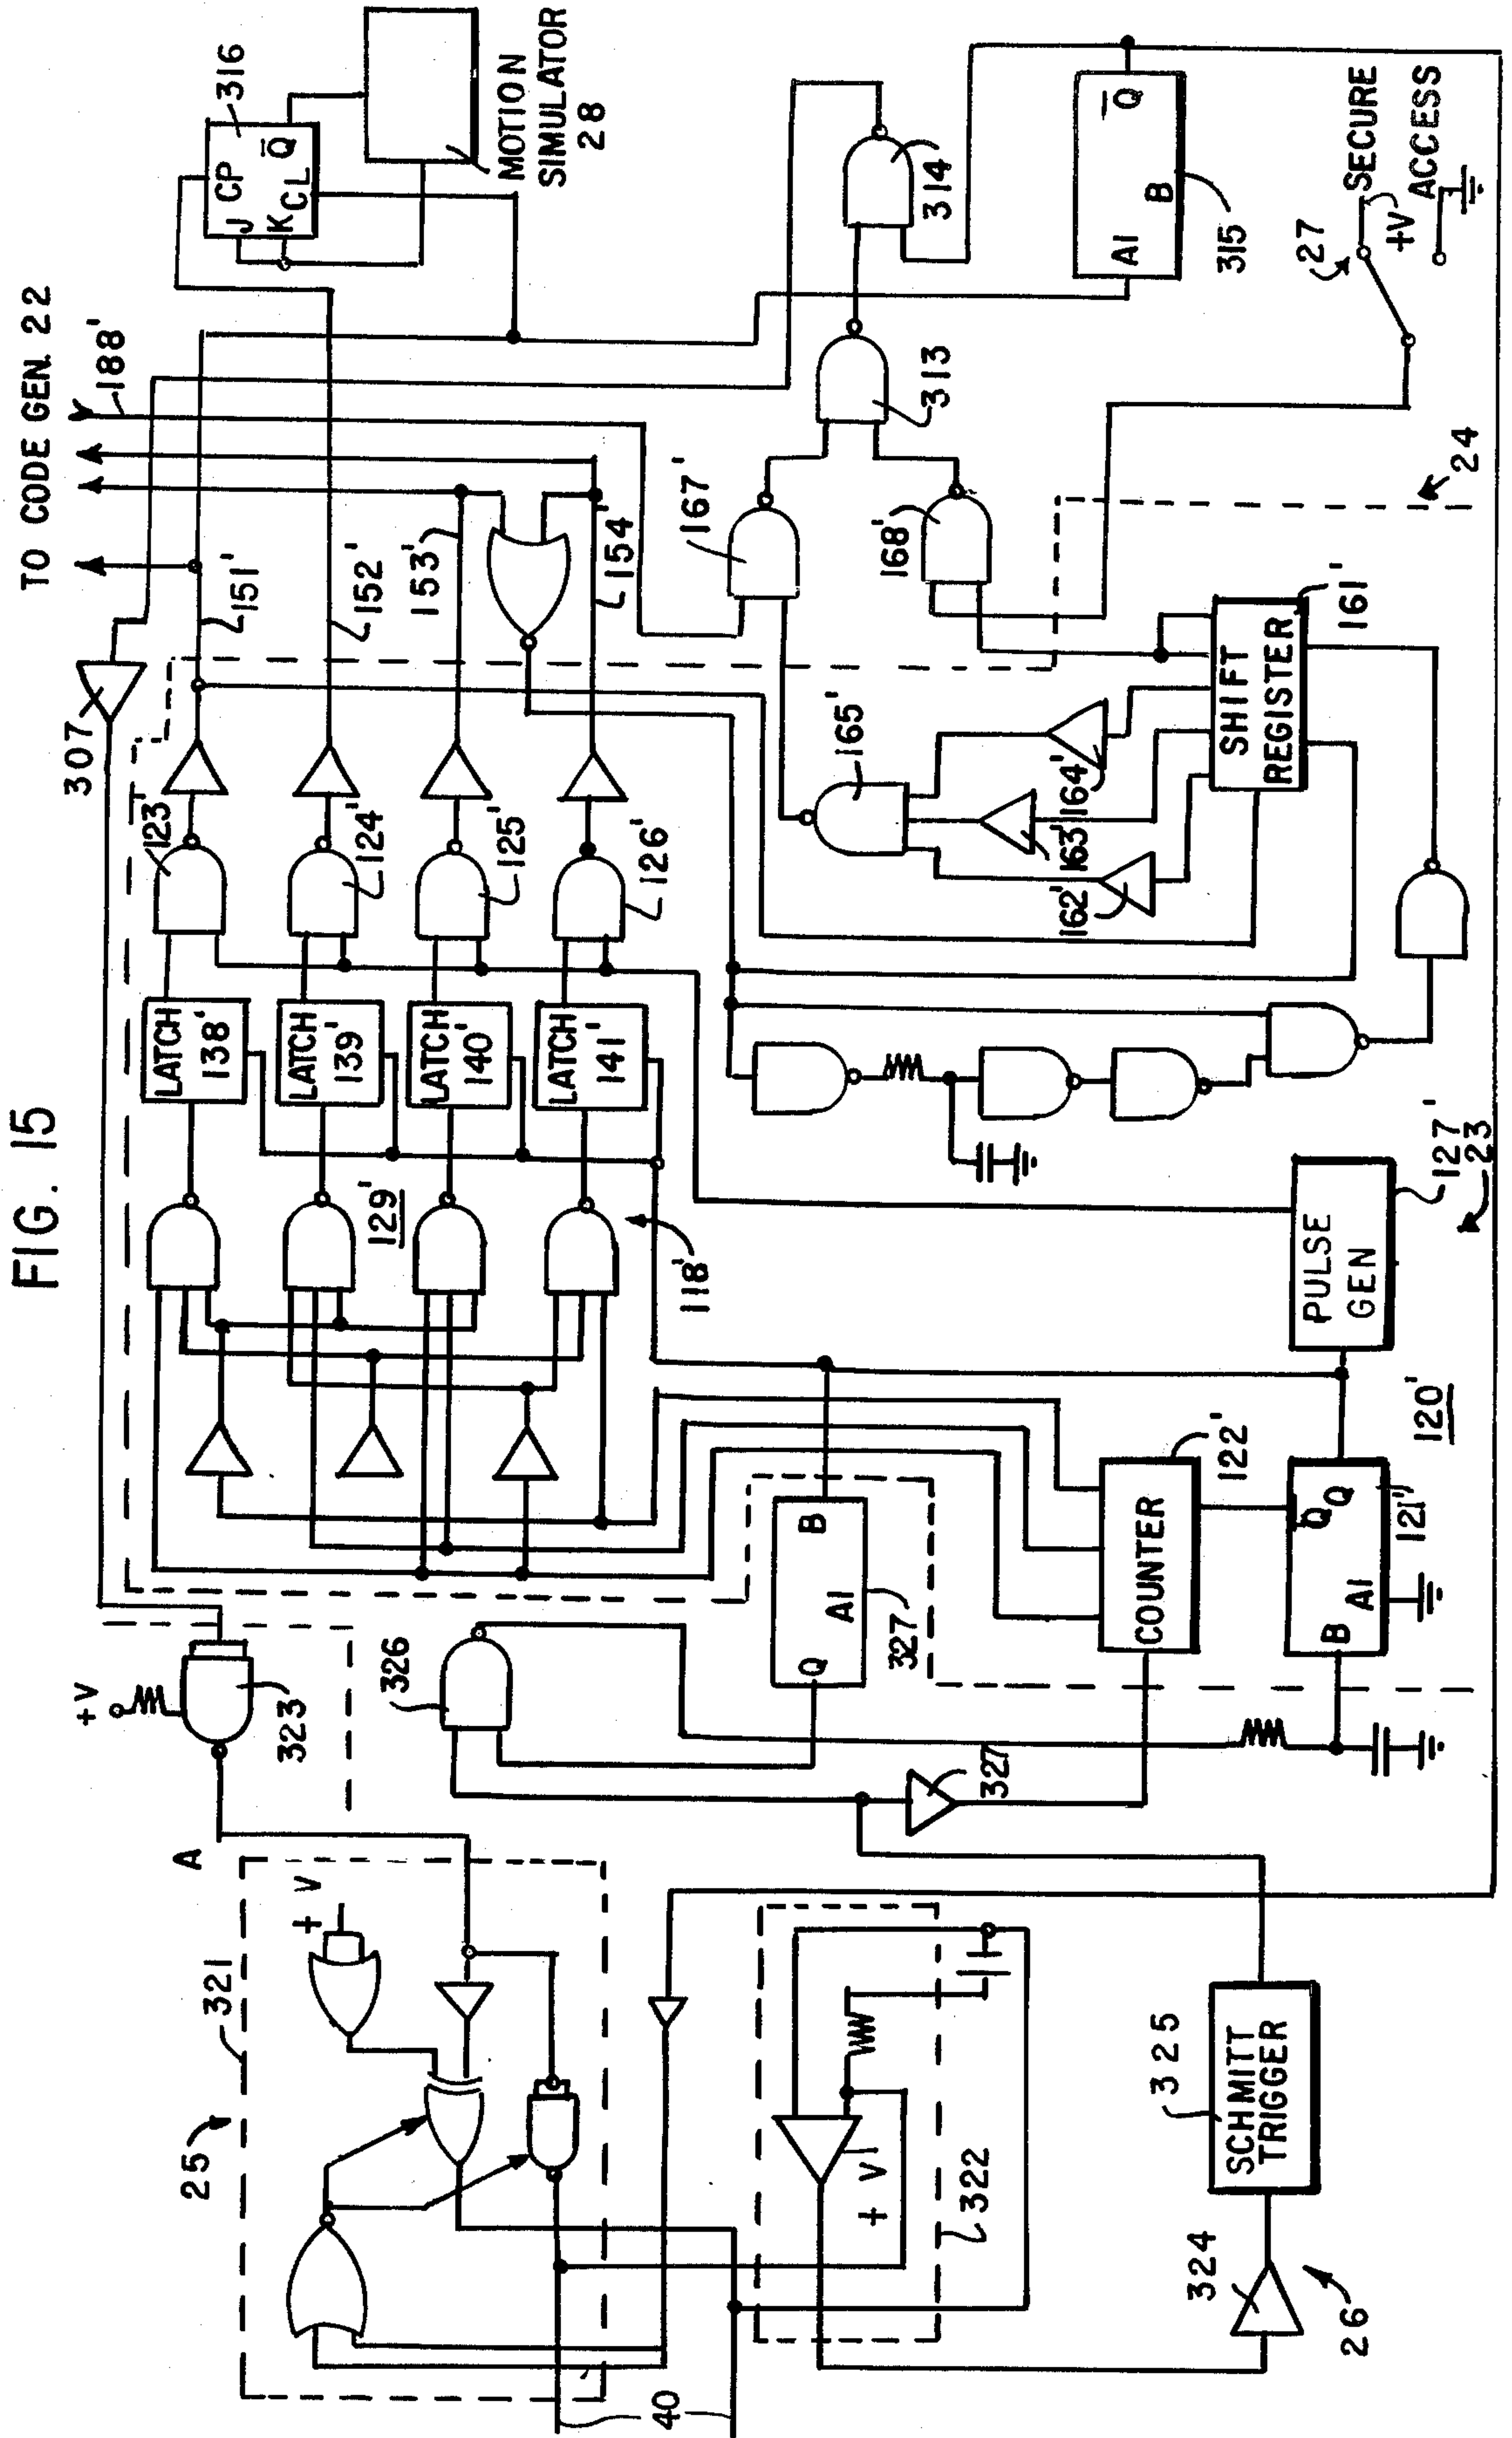 FIG. 15
TO CODE GEN. 22
188'
307
151'
152'
153'
154'
316
J
CP
K
CL
Q̅
MOTION
SIMULATOR
28
123'
124'
125'
126'
LATCH
138'
LATCH
139'
LATCH
140'
LATCH
141'
129'
118'
167'
168'
313
314
Q̅
A1
B
315
27
SECURE
+V
ACCESS
24
165'
164'
163'
162'
SHIFT
REGISTER
161'
PULSE
GEN
127'
23
120'
COUNTER
122'
Q
Q
B
A1
121'
B
A1
Q
327
326
327
+V
323
A
+V
321
25
+V
322
40
SCHMITT
TRIGGER
325
324
26